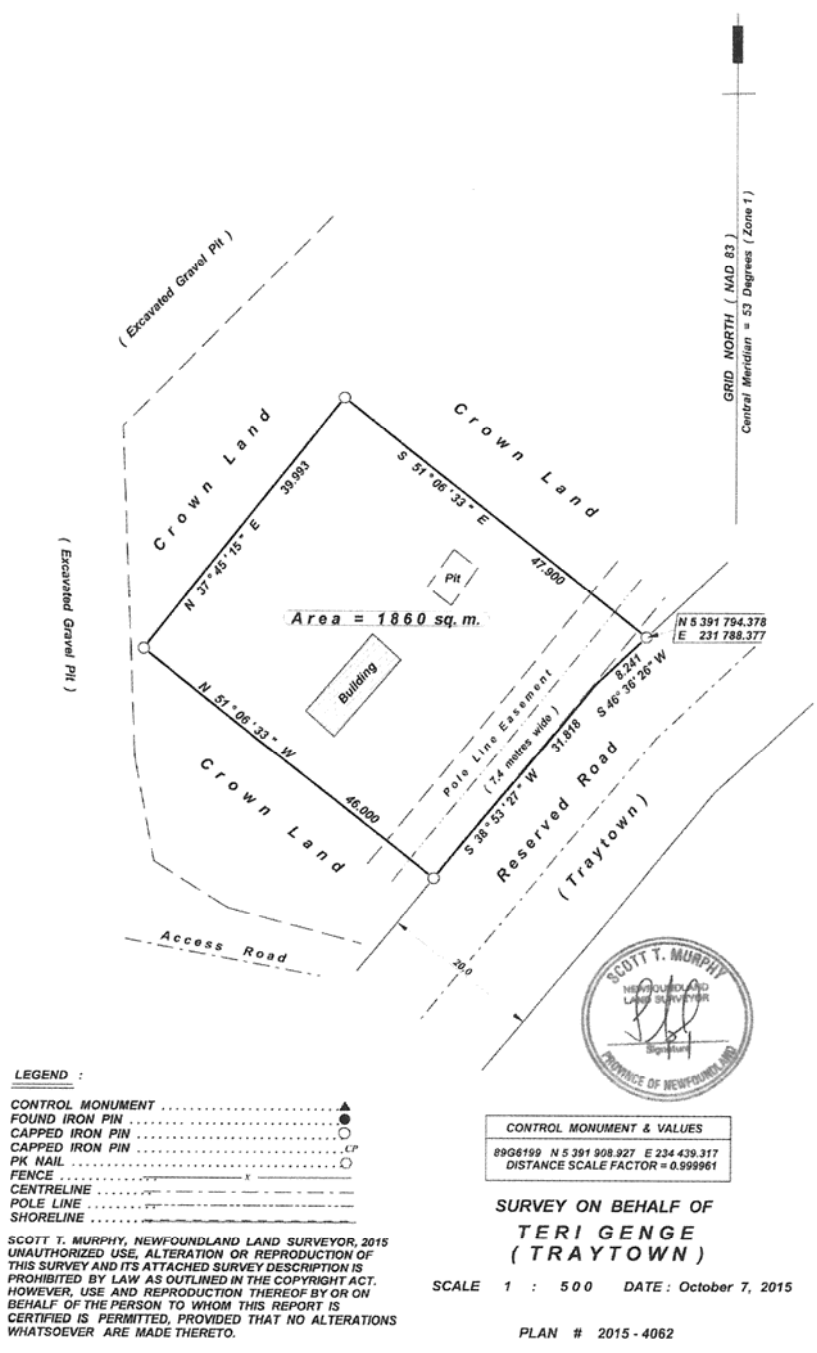 GRID NORTH ( NAD 83 )
Central Meridian = 53 Degrees ( Zone 1 )
( Excavated Gravel Pit )
Crown Land
Crown Land
N 37° 45' 15" E
39.993
S 51° 06' 33" E
47.900
( Excavated Gravel Pit )
Pit
Area = 1860 sq. m.
N 5 391 794.378
E 231 788.377
Building
8.241
S 46° 36' 26" W
N 51° 06' 33" W
46.000
Pole Line Easement
( 7.4 metres wide )
31.818
S 38° 53' 27" W
Crown Land
Reserved Road
( Traytown )
Access Road
20.0
SCOTT T. MURPHY
NEWFOUNDLAND
LAND SURVEYOR
Signature
PROVINCE OF NEWFOUNDLAND
LEGEND :
CONTROL MONUMENT
FOUND IRON PIN
CAPPED IRON PIN
CAPPED IRON PIN CP
PK NAIL
FENCE x
CENTRELINE
POLE LINE
SHORELINE
SCOTT T. MURPHY, NEWFOUNDLAND LAND SURVEYOR, 2015
UNAUTHORIZED USE, ALTERATION OR REPRODUCTION OF
THIS SURVEY AND ITS ATTACHED SURVEY DESCRIPTION IS
PROHIBITED BY LAW AS OUTLINED IN THE COPYRIGHT ACT.
HOWEVER, USE AND REPRODUCTION THEREOF BY OR ON
BEHALF OF THE PERSON TO WHOM THIS REPORT IS
CERTIFIED IS PERMITTED, PROVIDED THAT NO ALTERATIONS
WHATSOEVER ARE MADE THERETO.
CONTROL MONUMENT & VALUES
89G6199 N 5 391 908.927 E 234 439.317
DISTANCE SCALE FACTOR = 0.999961
SURVEY ON BEHALF OF
TERI GENGE
( TRAYTOWN )
SCALE 1 : 500 DATE : October 7, 2015
PLAN # 2015 - 4062